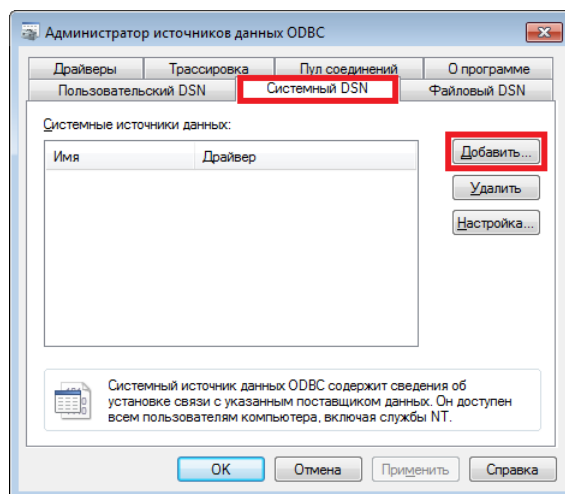 Администратор источников данных ODBC
Драйверы Трассировка Пул соединений О программе
Пользовательский DSN Системный DSN Файловый DSN
Системные источники данных:
Имя Драйвер
Добавить...
Удалить
Настройка...
Системный источник данных ODBC содержит сведения об
установке связи с указанным поставщиком данных. Он доступен
всем пользователям компьютера, включая службы NT.
OK Отмена Применить Справка